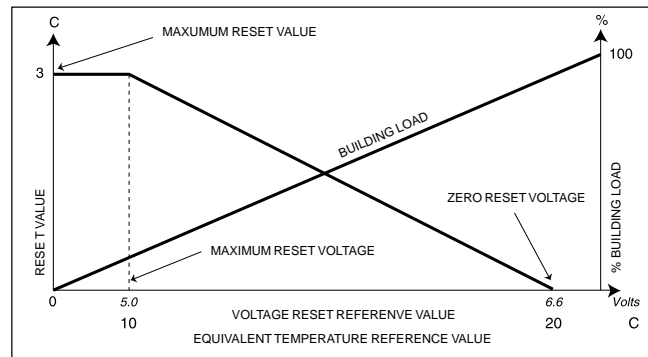 C
%
MAXUMUM RESET VALUE
3
100
BUILDING LOAD
RESE T VALUE
ZERO RESET VOLTAGE
% BUILDING LOAD
MAXIMUM RESET VOLTAGE
0 5.0 6.6 Volts
VOLTAGE RESET REFERENVE VALUE
10 20 C
EQUIVALENT TEMPERATURE REFERENCE VALUE